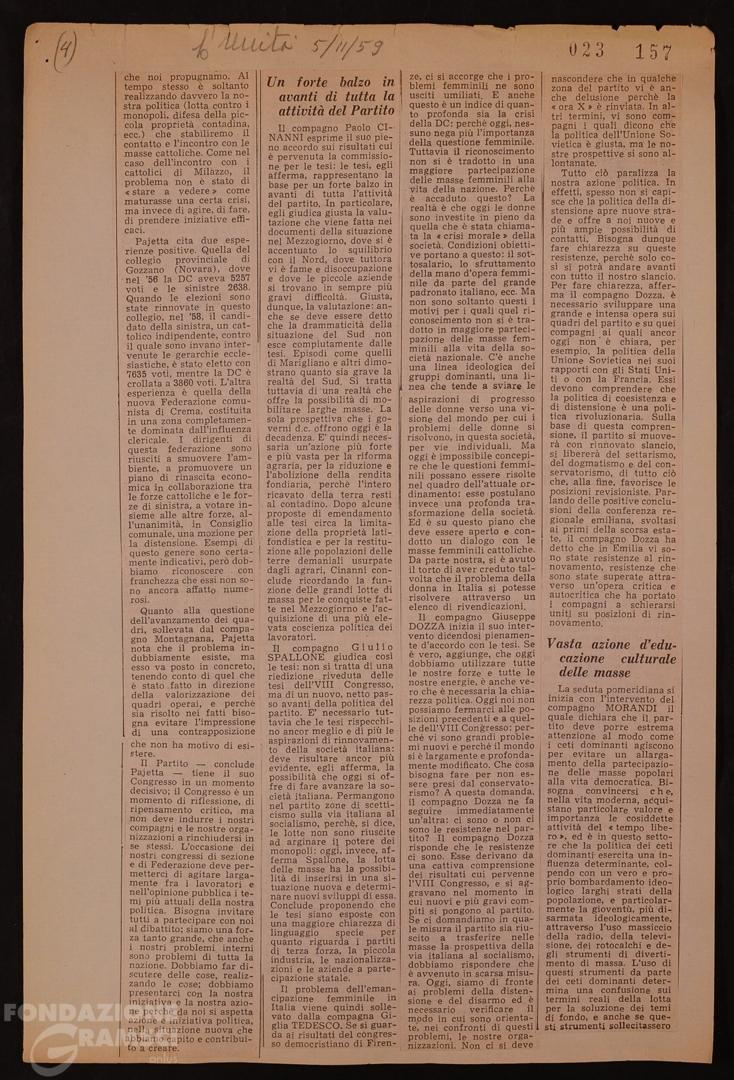 (4)
l'Unità 5/11/59
023 157
che noi propugnamo. Al
tempo stesso è soltanto
realizzando davvero la no-
stra politica (lotta contro i
monopoli, difesa della pic-
cola proprietà contadina,
ecc.) che stabiliremo il
contatto e l'incontro con le
masse cattoliche. Come nel
caso dell'incontro con i
cattolici di Milazzo, il
problema non è stato di
« stare a vedere » come
maturasse una certa crisi,
ma invece di agire, di fare,
di prendere iniziative effi-
caci.
Pajetta cita due espe-
rienze positive. Quella del
collegio provinciale di
Gozzano (Novara), dove
nel '56 la DC aveva 5257
voti e le sinistre 2638.
Quando le elezioni sono
state rinnovate in questo
collegio, nel '58, il candi-
dato della sinistra, un cat-
tolico indipendente, contro
il quale sono invano inter-
venute le gerarchie eccle-
siastiche, è stato eletto con
7635 voti, mentre la DC è
crollata a 3860 voti. L'altra
esperienza è quella della
nuova Federazione comu-
nista di Crema, costituita
in una zona completamen-
te dominata dall'influenza
clericale. I dirigenti di
questa federazione sono
riusciti a smuovere l'am-
biente, a promuovere un
piano di rinascita econo-
mica in collaborazione tra
le forze cattoliche e le for-
ze di sinistra, a votare in-
sieme alle altre forze, al-
l'unanimità, in Consiglio
comunale, una mozione per
la distensione. Esempi di
questo genere sono certa-
mente indicativi, però dob-
biamo riconoscere con
franchezza che essi non so-
no ancora affatto nume-
rosi.
Quanto alla questione
dell'avanzamento dei qua-
dri, sollevata dal compa-
gno Montagnana, Pajetta
nota che il problema in-
dubbiamente esiste, ma
esso va posto in concreto,
tenendo conto di quel che
è stato fatto in direzione
della valorizzazione dei
quadri operai, e perchè
sia risolto nei fatti biso-
gna evitare l'impressione
di una contrapposizione
che non ha motivo di esi-
stere.
Il Partito — conclude
Pajetta — tiene il suo
Congresso in un momento
decisivo; il Congresso è un
momento di riflessione, di
ripensamento critico, ma
non deve indurre i nostri
compagni e le nostre orga-
nizzazioni a rinchiudersi in
se stessi. L'occasione dei
nostri congressi di sezione
e di Federazione deve per-
metterci di agitare larga-
mente fra i lavoratori e
nell'opinione pubblica i te-
mi più attuali della nostra
politica. Bisogna invitare
tutti a partecipare con noi
al dibattito; siamo una for-
za tanto grande, che anche
i nostri problemi interni
sono problemi di tutta la
nazione. Dobbiamo far di-
scutere delle cose, realiz-
zando le cose; dobbiamo
presentarci con la nostra
iniziativa e la nostra azio-
perchè da noi si aspetta
azione e iniziativa politica,
nella situazione nuova che
abbiamo capito e contribui-
to a creare.
Un forte balzo in
avanti di tutta la
attività del Partito
Il compagno Paolo CI-
NANNI esprime il suo pie-
no accordo sui risultati cui
è pervenuta la commissio-
ne per le tesi: le tesi, egli
afferma, rappresentano la
base per un forte balzo in
avanti di tutta l'attività
del partito. In particolare,
egli giudica giusta la valu-
tazione che viene fatta nei
documenti della situazione
nel Mezzogiorno, dove si è
accentuato lo squilibrio
con il Nord, dove tuttora
vi è fame e disoccupazione
e dove le piccole aziende
si trovano in sempre più
gravi difficoltà. Giusta,
dunque, la valutazione: an-
che se deve essere detto
che la drammaticità della
situazione del Sud non
esce compiutamente dalle
tesi. Episodi come quelli
di Marigliano e altri dimo-
strano quanto sia grave la
realtà del Sud. Si tratta
tuttavia di una realtà che
offre la possibilità di mo-
bilitare larghe masse. La
sola prospettiva che i go-
verni d.c. offrono oggi è la
decadenza. E' quindi neces-
saria un'azione più forte
e più vasta per la riforma
agraria, per la riduzione e
l'abolizione della rendita
fondiaria, perchè l'intero
ricavato della terra resti
al contadino. Dopo alcune
proposte di emendamento
alle tesi circa la limita-
zione della proprietà lati-
fondistica e per la restitu-
zione alle popolazioni delle
terre demaniali usurpate
dagli agrari, Cinanni con-
clude ricordando la fun-
zione delle grandi lotte di
massa per le conquiste fat-
te nel Mezzogiorno e l'ac-
quisizione di una più ele-
vata coscienza politica dei
lavoratori.
Il compagno Giulio
SPALLONE giudica così
le tesi: non si tratta di una
riedizione riveduta delle
tesi dell'VIII Congresso,
ma di un nuovo, netto pas-
so avanti della politica del
partito. E' necessario tut-
tavia che le tesi rispecchi-
no ancor meglio e di più le
aspirazioni di rinnovamen-
to della società italiana:
deve risultare ancor più
evidente, egli afferma, la
possibilità che oggi si of-
fre di fare avanzare la so-
cietà italiana. Permangono
nel partito zone di scetti-
cismo sulla via italiana al
socialismo, perchè, si dice,
le lotte non sono riuscite
ad arginare il potere dei
monopoli: oggi, invece, af-
ferma Spallone, la lotta
delle masse ha la possibi-
lità di inserirsi in una si-
tuazione nuova e determi-
nare nuovi sviluppi di essa.
Conclude proponendo che
le tesi siano esposte con
una maggiore chiarezza di
linguaggio specie per
quanto riguarda i partiti
di terza forza, la piccola
industria, le nazionalizza-
zioni e le aziende a parte-
cipazione statale.
Il problema dell'eman-
cipazione femminile in
Italia viene quindi solle-
vato dalla compagna Gi-
glia TEDESCO. Se si guar-
da ai risultati del congres-
so democristiano di Firen-
ze, ci si accorge che i pro-
blemi femminili ne sono
usciti umiliati. E anche
questo è un indice di quan-
to profonda sia la crisi
della DC: perchè oggi, nes-
suno nega più l'importanza
della questione femminile.
Tuttavia il riconoscimento
non si è tradotto in una
maggiore partecipazione
delle masse femminili alla
vita della nazione. Perchè
è accaduto questo? La
realtà è che oggi le donne
sono investite in pieno da
quella che è stata chiama-
ta la « crisi morale » della
società. Condizioni obietti-
ve portano a questo: il sot-
tosalario, lo sfruttamento
della mano d'opera femmi-
nile da parte del grande
padronato italiano, ecc. Ma
non sono soltanto questi i
motivi per i quali quel ri-
conoscimento non si è tra-
dotto in maggiore parteci-
pazione delle masse fem-
minili alla vita della so-
cietà nazionale. C'è anche
una linea ideologica dei
gruppi dominanti, una li-
nea che tende a sviare le
aspirazioni di progresso
delle donne verso una vi-
sione del mondo per cui i
problemi delle donne si
risolvono, in questa società,
per vie individuali. Ma
oggi è impossibile concepi-
re che le questioni femmi-
nili possano essere risolte
nel quadro dell'attuale or-
dinamento: esse postulano
invece una profonda tra-
sformazione della società.
Ed è su questo piano che
deve essere aperto e con-
dotto un dialogo con le
masse femminili cattoliche.
Da parte nostra, si è avuto
il torto di aver creduto tal-
volta che il problema della
donna in Italia si potesse
risolvere attraverso un
elenco di rivendicazioni.
Il compagno Giuseppe
DOZZA inizia il suo inter-
vento dicendosi pienamen-
te d'accordo con le tesi. Se
è vero, aggiunge, che oggi
dobbiamo utilizzare tutte
le nostre forze e tutte le
nostre energie, è anche ve-
ro che è necessaria la chia-
rezza politica. Oggi noi non
possiamo fermarci alle po-
sizioni precedenti e a quel-
le dell'VIII Congresso: per-
chè vi sono grandi proble-
mi nuovi e perchè il mondo
si è largamente e profonda-
mente modificato. Che cosa
bisogna fare per non es-
sere presi dal conservato-
rismo? A questa domanda,
il compagno Dozza ne fa
seguire immediatamente
un'altra: ci sono o non ci
sono le resistenze nel par-
tito? Il compagno Dozza
risponde che le resistenze
ci sono. Esse derivano da
una cattiva comprensione
dei risultati cui pervenne
l'VIII Congresso, e si ag-
gravano nel momento in
cui nuovi e più gravi com-
piti si pongono al partito.
Se ci domandiamo in qua-
le misura il partito sia riu-
scito a trasferire nelle
masse la prospettiva della
via italiana al socialismo,
dobbiamo rispondere che
è avvenuto in scarsa misu-
ra. Oggi, siamo di fronte
ai problemi della disten-
sione e del disarmo ed è
necessario verificare il
modo in cui sono orienta-
te, nei confronti di questi
problemi, le nostre orga-
nizzazioni. Non ci si deve
nascondere che in qualche
zona del partito vi è an-
che delusione perchè la
« ora X » è rinviata. In al-
tri termini, vi sono com-
pagni i quali dicono che
la politica dell'Unione So-
vietica è giusta, ma le no-
stre prospettive si sono al-
lontanate.
Tutto ciò paralizza la
nostra azione politica. In
effetti, spesso non si capi-
sce che la politica della di-
stensione apre nuove stra-
de e offre a noi nuove e
più ampie possibilità di
contatti. Bisogna dunque
fare chiarezza su queste
resistenze, perchè solo co-
sì si potrà andare avanti
con tutto il nostro slancio.
Per fare chiarezza, affer-
ma il compagno Dozza, è
necessario sviluppare una
grande e intensa opera sui
quadri del partito e su quei
compagni ai quali ancor
oggi non è chiara, per
esempio, la politica della
Unione Sovietica nei suoi
rapporti con gli Stati Uni-
ti o con la Francia. Essi
devono comprendere che
la politica di coesistenza e
di distensione è una poli-
tica rivoluzionaria. Sulla
base di questa compren-
sione, il partito si muove-
rà con rinnovato slancio,
si libererà del settarismo,
del dogmatismo e del con-
servatorismo, di tutto ciò
che, alla fine, favorisce le
posizioni revisioniste. Par-
lando delle positive conclu-
sioni della conferenza re-
gionale emiliana, svoltasi
ai primi della scorsa esta-
te, il compagno Dozza ha
detto che in Emilia vi so-
no state resistenze al rin-
novamento, resistenze che
sono state superate attra-
verso un'opera critica e
autocritica che ha portato
i compagni a schierarsi
uniti su posizioni di rin-
novamento.
Vasta azione d'edu-
cazione culturale
delle masse
La seduta pomeridiana si
inizia con l'intervento del
compagno MORANDI il
quale dichiara che il par-
tito deve porre estrema
attenzione al modo come
i ceti dominanti agiscono
per evitare un allarga-
mento della partecipazio-
ne delle masse popolari
alla vita democratica. Bi-
sogna convincersi che,
nella vita moderna, acqui-
stano particolare valore e
importanza le cosiddette
attività del « tempo libe-
ro », ed è in questo setto-
re che la politica dei ceti
dominanti esercita una in-
fluenza determinante, col-
pendo con un vero e pro-
prio bombardamento ideo-
logico larghi strati della
popolazione, e particolar-
mente la gioventù, più di-
sarmata ideologicamente,
attraverso l'uso massiccio
della radio, della televi-
sione, dei rotocalchi e de-
gli strumenti di diverti-
mento di massa. L'uso di
questi strumenti da parte
dei ceti dominanti deter-
mina una confusione sui
termini reali della lotta
per la soluzione dei temi
di fondo, e anche se que-
sti strumenti sollecitassero
FONDAZIONE
GRAMSCI
onlus